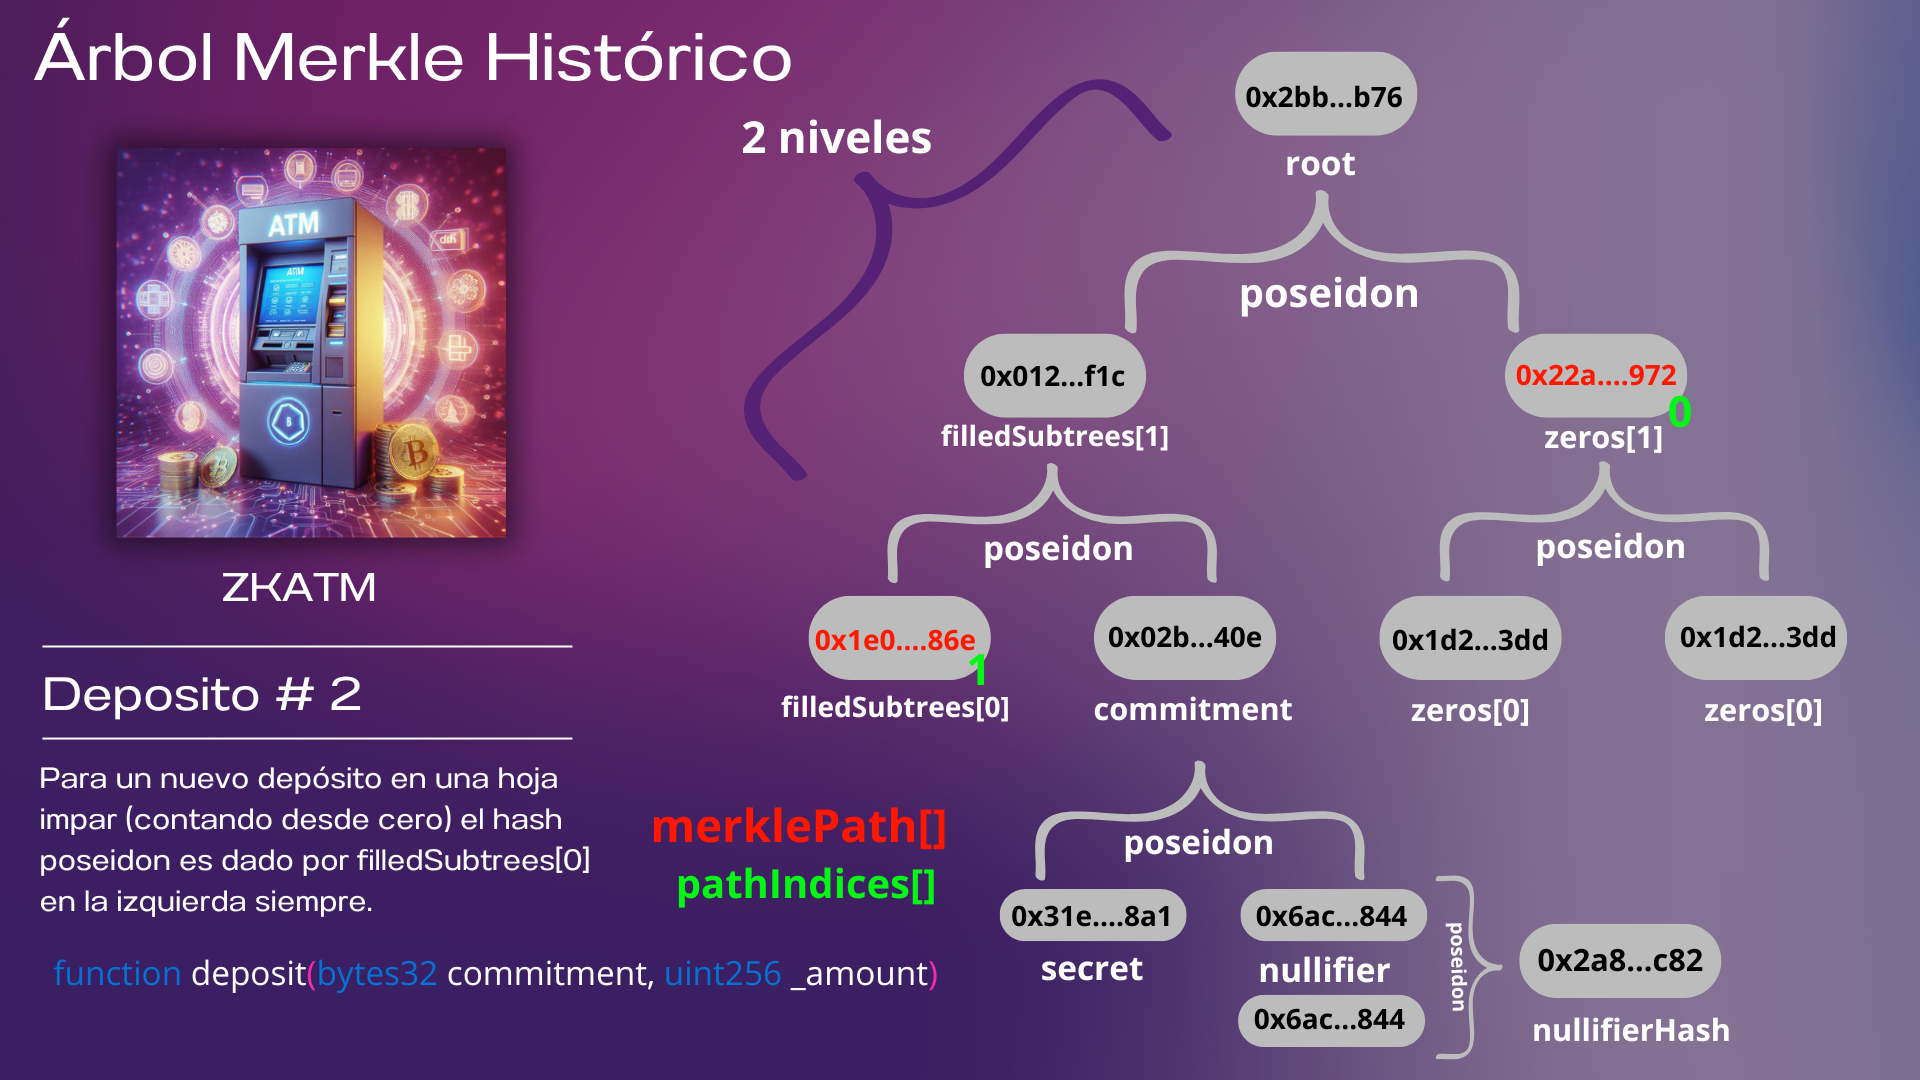 Árbol Merkle Histórico
2 niveles
0x2bb...b76
root
poseidon
ATM
ATM
ZKATM
0x012...f1c
filledSubtrees[1]
0x22a....972
0
zeros[1]
poseidon
poseidon
0x1e0....86e
1
filledSubtrees[0]
0x02b...40e
commitment
0x1d2...3dd
zeros[0]
0x1d2...3dd
zeros[0]
Deposito # 2
Para un nuevo depósito en una hoja
impar (contando desde cero) el hash
poseidon es dado por filledSubtrees[0]
en la izquierda siempre.
merklePath[]
pathIndices[]
function deposit(bytes32 commitment, uint256 _amount)
poseidon
0x31e....8a1
secret
0x6ac...844
nullifier
0x6ac...844
poseidon
0x2a8...c82
nullifierHash